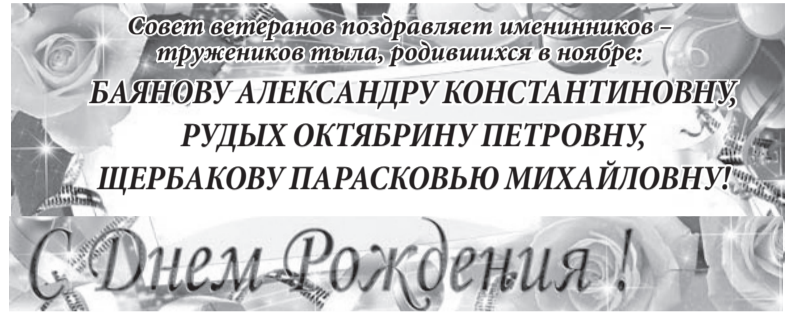 Совет ветеранов поздравляет именинников –
тружеников тыла, родившихся в ноябре:
БАЯНОВУ АЛЕКСАНДРУ КОНСТАНТИНОВНУ,
РУДЫХ ОКТЯБРИНУ ПЕТРОВНУ,
ЩЕРБАКОВУ ПАРАСКОВЬЮ МИХАЙЛОВНУ!
С Днем Рождения !